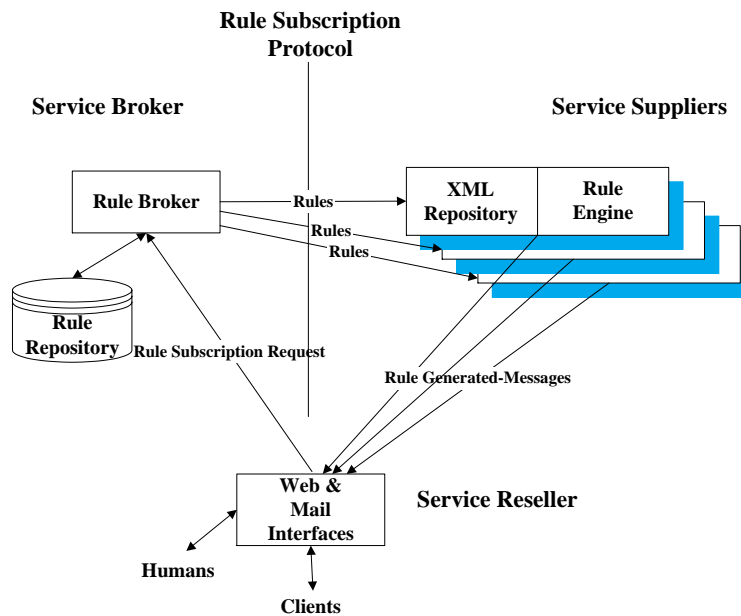 Rule Subscription
Protocol
Service Broker
Service Suppliers
Rule Broker
Rules
XML
Repository
Rule
Engine
Rules
Rules
Rule
Repository
Rule Subscription Request
Rule Generated-Messages
Web &
Mail
Interfaces
Service Reseller
Humans
Clients